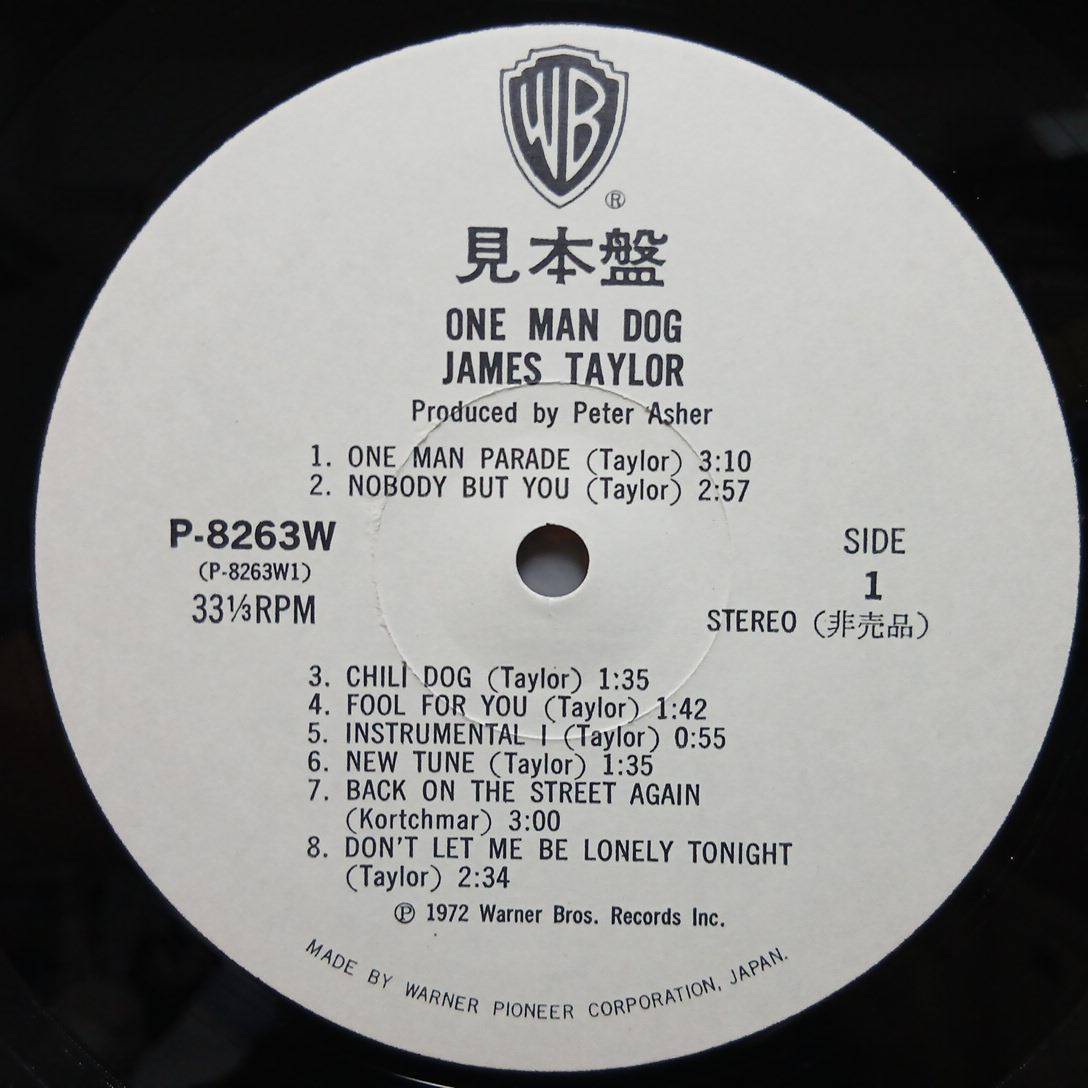 WB
®
見本盤
ONE MAN DOG
JAMES TAYLOR
Produced by Peter Asher
1. ONE MAN PARADE (Taylor) 3:10
2. NOBODY BUT YOU (Taylor) 2:57
P-8263W
(P-8263W1)
33⅓RPM
SIDE
1
STEREO (非売品)
3. CHILI DOG (Taylor) 1:35
4. FOOL FOR YOU (Taylor) 1:42
5. INSTRUMENTAL I (Taylor) 0:55
6. NEW TUNE (Taylor) 1:35
7. BACK ON THE STREET AGAIN
(Kortchmar) 3:00
8. DON'T LET ME BE LONELY TONIGHT
(Taylor) 2:34
℗ 1972 Warner Bros. Records Inc.
MADE BY WARNER PIONEER CORPORATION, JAPAN.